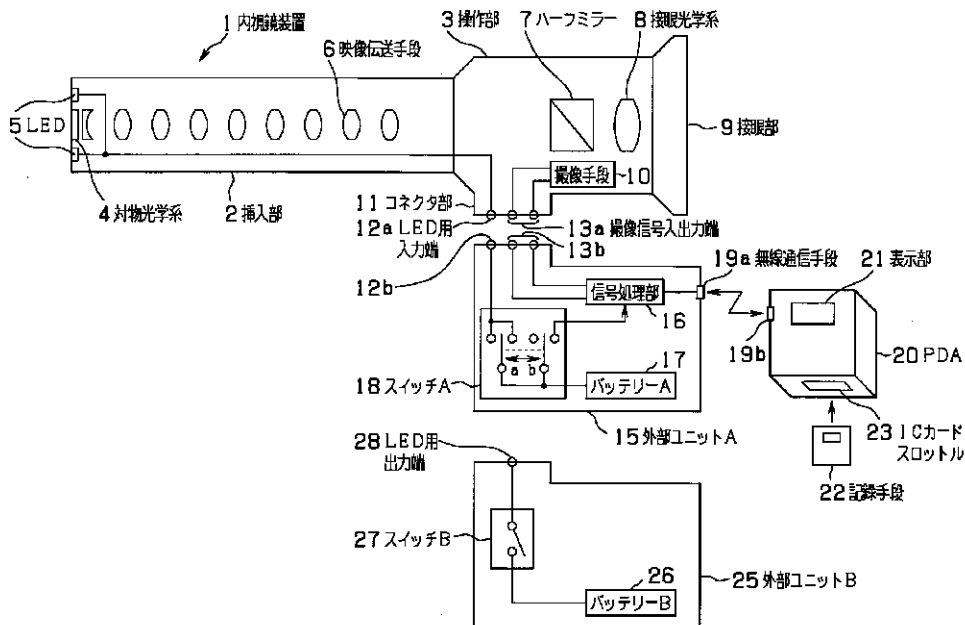 1 内視鏡装置
3 操作部
7 ハーフミラー
8 接眼光学系
6 映像伝送手段
5 LED
9 接眼部
撮像手段 10
4 対物光学系
2 挿入部
11 コネクタ部
12a LED用
入力端
13a 撮像信号入出力端
13b
12b
19a 無線通信手段
21 表示部
信号処理部
16
19b
20 PDA
a b
17
18 スイッチA
バッテリーA
15 外部ユニットA
23 ICカード
スロットル
22 記録手段
28 LED用
出力端
27 スイッチB
26
バッテリーB
25 外部ユニットB